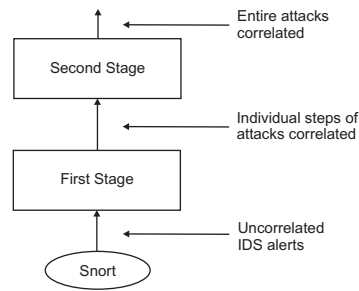 Entire attacks
correlated
Second Stage
Individual steps of
attacks correlated
First Stage
Uncorrelated
IDS alerts
Snort